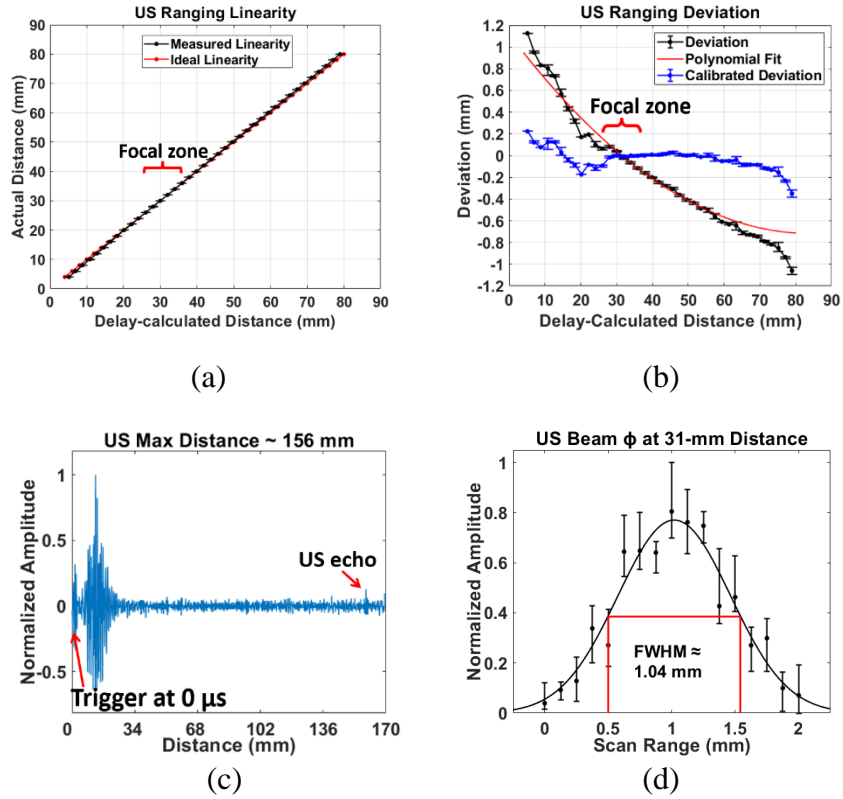 US Ranging Linearity
Measured Linearity
Ideal Linearity
Focal zone
Actual Distance (mm)
90
80
70
60
50
40
30
20
10
0
0 10 20 30 40 50 60 70 80 90
Delay-calculated Distance (mm)
(a)
US Ranging Deviation
Deviation
Polynomial Fit
Calibrated Deviation
Focal zone
Deviation (mm)
1.2
1
0.8
0.6
0.4
0.2
0
-0.2
-0.4
-0.6
-0.8
-1
-1.2
0 10 20 30 40 50 60 70 80 90
Delay-Calculated Distance (mm)
(b)
US Max Distance ~ 156 mm
US echo
Trigger at 0 μs
Normalized Amplitude
1
0.5
0
-0.5
0 34 68 102 136 170
Distance (mm)
(c)
US Beam ϕ at 31-mm Distance
FWHM ≈
1.04 mm
Normalized Amplitude
1
0.8
0.6
0.4
0.2
0
0 0.5 1 1.5 2
Scan Range (mm)
(d)